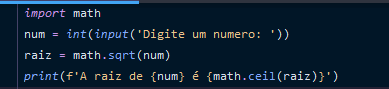 import math
num = int(input('Digite um numero: '))
raiz = math.sqrt(num)
print(f'A raiz de {num} é {math.ceil(raiz)}')